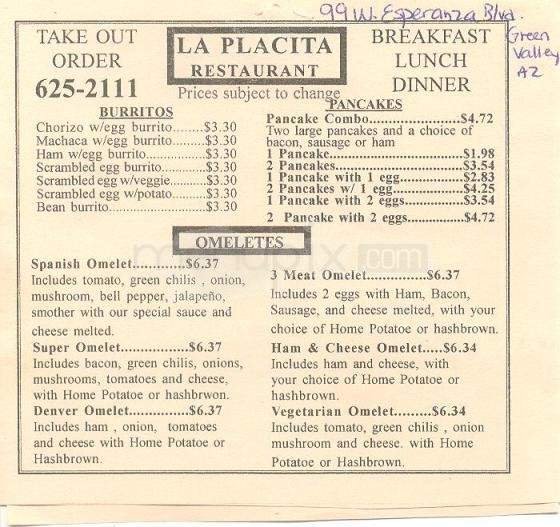 99 W. Esperanza Blvd.
Green
Valley
AZ
TAKE OUT
ORDER
625-2111
LA PLACITA
RESTAURANT
Prices subject to change
BREAKFAST
LUNCH
DINNER
BURRITOS
Chorizo w/egg burrito........$3.30
Machaca w/egg burrito......$3.30
Ham w/egg burrito............$3.30
Scrambled egg burrito.......$3.30
Scrambled egg w/veggie....$3.30
Scrambled egg w/potato....$3.30
Bean burrito......................$3.30
PANCAKES
Pancake Combo....................$4.72
Two large pancakes and a choice of
bacon, sausage or ham
1 Pancake..............................$1.98
2 Pancakes.............................$3.54
1 Pancake with 1 egg.............$2.83
2 Pancakes w/ 1 egg..............$4.25
1 Pancake with 2 eggs............$3.54
2 Pancake with 2 eggs..........$4.72
OMELETES
Spanish Omelet.............$6.37
Includes tomato, green chilis , onion,
mushroom, bell pepper, jalapeño,
smother with our special sauce and
cheese melted.
Super Omelet................$6.37
Includes bacon, green chilis, onions,
mushrooms, tomatoes and cheese,
with Home Potatoe or hashbrwon.
Denver Omelet..............$6.37
Includes ham , onion, tomatoes
and cheese with Home Potatoe or
Hashbrown.
3 Meat Omelet..............$6.37
Includes 2 eggs with Ham, Bacon,
Sausage, and cheese melted, with your
choice of Home Potatoe or hashbrown.
Ham & Cheese Omelet.....$6.34
Includes ham and cheese, with
your choice of Home Potatoe or
hashbrown.
Vegetarian Omelet.........$6.34
Includes tomato, green chilis , onion
mushroom and cheese. with Home
Potatoe or Hashbrown.